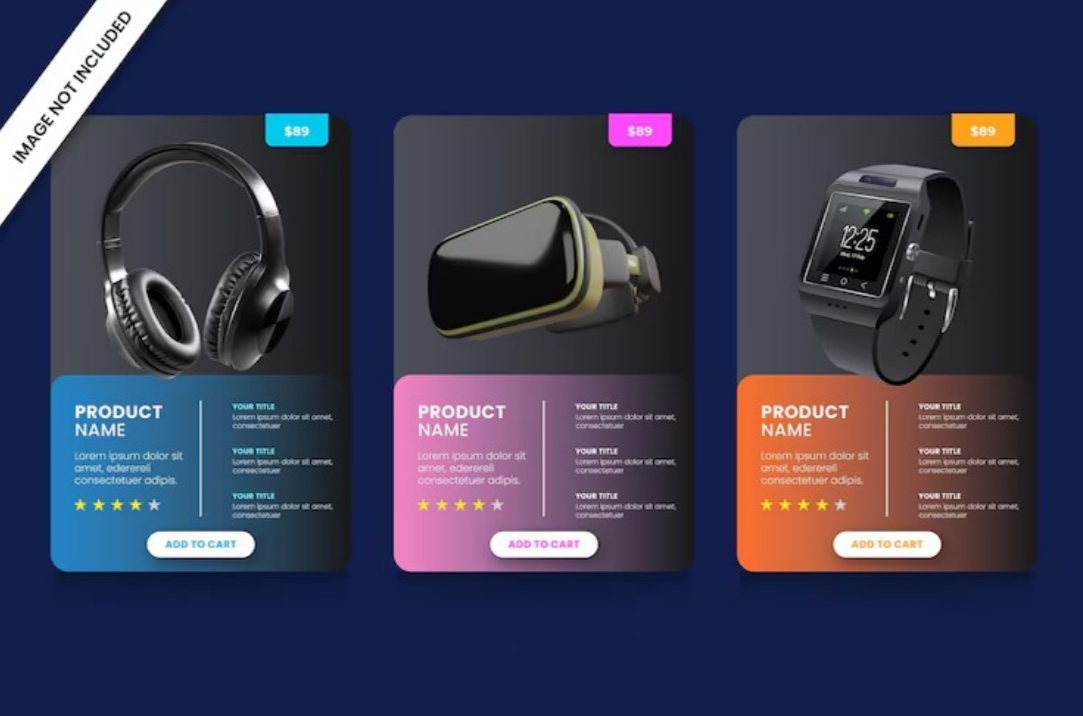 IMAGE NOT INCLUDED
$89
PRODUCT
NAME
Lorem ipsum dolor sit
amet, ederereli
consectetuer adipis.
YOUR TITLE
Lorem ipsum dolor sit amet,
consectetuer
YOUR TITLE
Lorem ipsum dolor sit amet,
consectetuer
YOUR TITLE
Lorem ipsum dolor sit amet,
consectetuer
ADD TO CART
$89
PRODUCT
NAME
Lorem ipsum dolor sit
amet, ederereli
consectetuer adipis.
YOUR TITLE
Lorem ipsum dolor sit amet,
consectetuer
YOUR TITLE
Lorem ipsum dolor sit amet,
consectetuer
YOUR TITLE
Lorem ipsum dolor sit amet,
consectetuer
ADD TO CART
$89
12:25
Wed, 17 Feb
PRODUCT
NAME
Lorem ipsum dolor sit
amet, ederereli
consectetuer adipis.
YOUR TITLE
Lorem ipsum dolor sit amet,
consectetuer
YOUR TITLE
Lorem ipsum dolor sit amet,
consectetuer
YOUR TITLE
Lorem ipsum dolor sit amet,
consectetuer
ADD TO CART